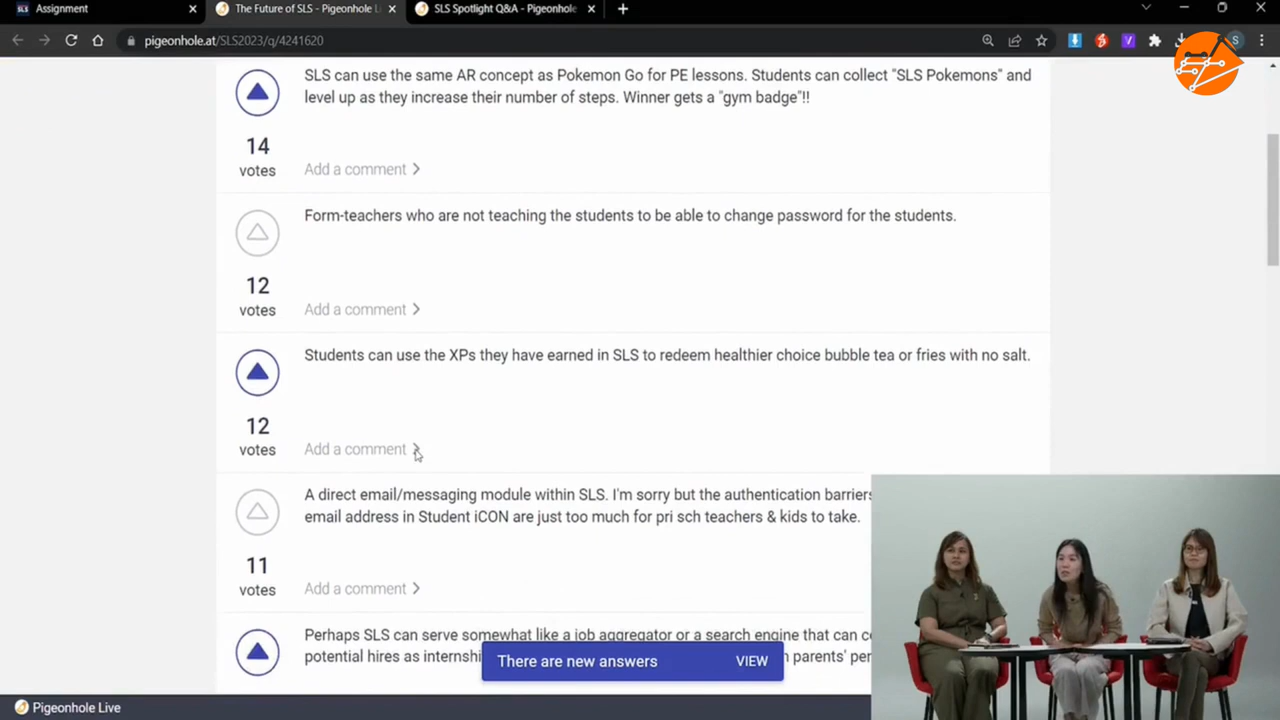 SLS Assignment
The Future of SLS - Pigeonhole Li
SLS Spotlight Q&A - Pigeonhole
pigeonhole.at/SLS2023/q/4241620
S
SLS can use the same AR concept as Pokemon Go for PE lessons. Students can collect "SLS Pokemons" and
level up as they increase their number of steps. Winner gets a "gym badge"!!
14
votes
Add a comment
Form-teachers who are not teaching the students to be able to change password for the students.
12
votes
Add a comment
Students can use the XPs they have earned in SLS to redeem healthier choice bubble tea or fries with no salt.
12
votes
Add a comment
A direct email/messaging module within SLS. I'm sorry but the authentication barriers
email address in Student iCON are just too much for pri sch teachers & kids to take.
11
votes
Add a comment
Perhaps SLS can serve somewhat like a job aggregator or a search engine that can c
potential hires as internshi
n parents' per
There are new answers VIEW
Pigeonhole Live